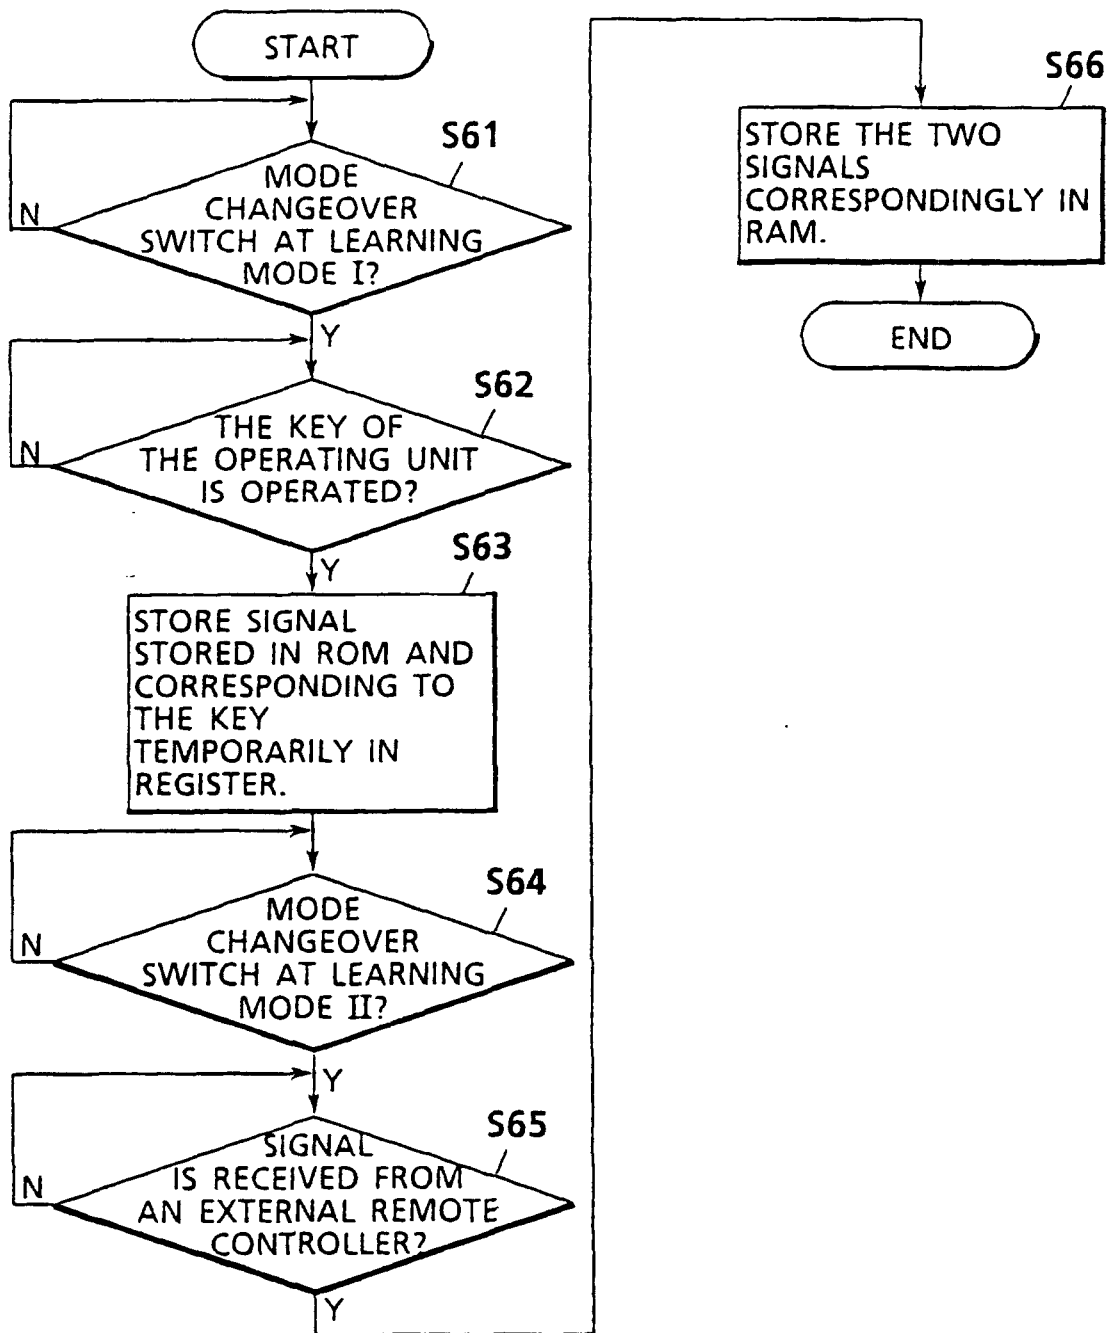 START
S61
MODE
CHANGEOVER
SWITCH AT LEARNING
MODE I?
N
Y
S62
THE KEY OF
THE OPERATING UNIT
IS OPERATED?
N
Y
S63
STORE SIGNAL
STORED IN ROM AND
CORRESPONDING TO
THE KEY
TEMPORARILY IN
REGISTER.
S64
MODE
CHANGEOVER
SWITCH AT LEARNING
MODE II?
N
Y
S65
SIGNAL
IS RECEIVED FROM
AN EXTERNAL REMOTE
CONTROLLER?
N
Y
S66
STORE THE TWO
SIGNALS
CORRESPONDINGLY IN
RAM.
END